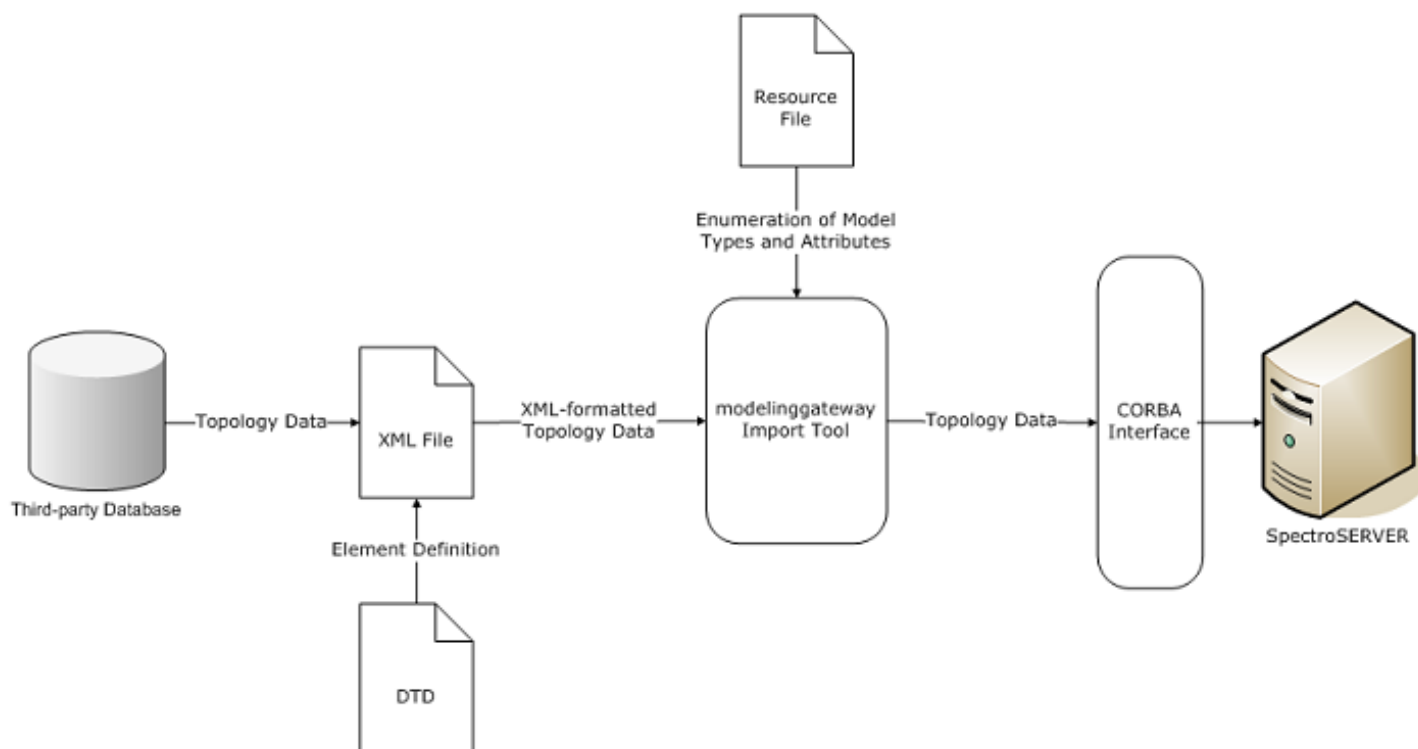 Resource
File
Enumeration of Model
Types and Attributes
Third-party Database
Topology Data
XML File
XML-formatted
Topology Data
modelinggateway
Import Tool
Topology Data
CORBA
Interface
SpectroSERVER
Element Definition
DTD